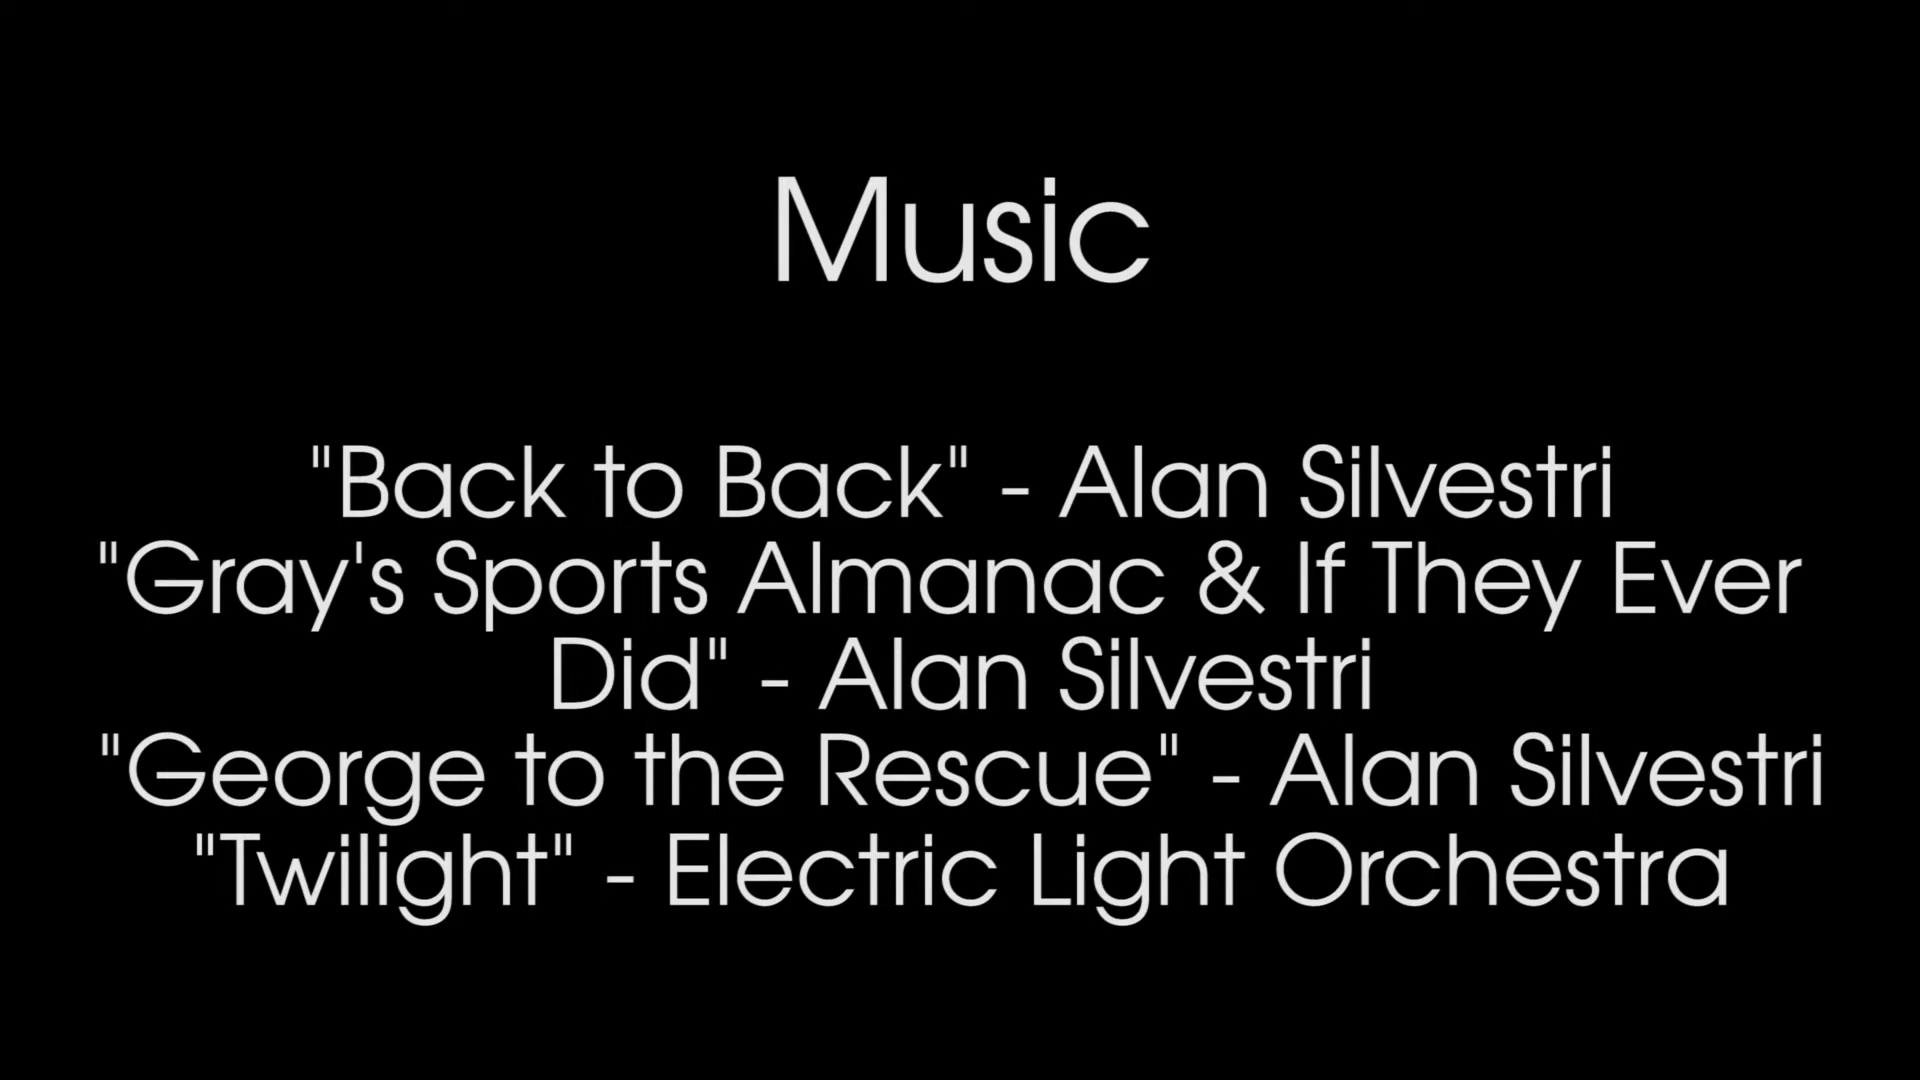 Music
"Back to Back" - Alan Silvestri
"Gray's Sports Almanac & If They Ever
Did" - Alan Silvestri
"George to the Rescue" - Alan Silvestri
"Twilight" - Electric Light Orchestra